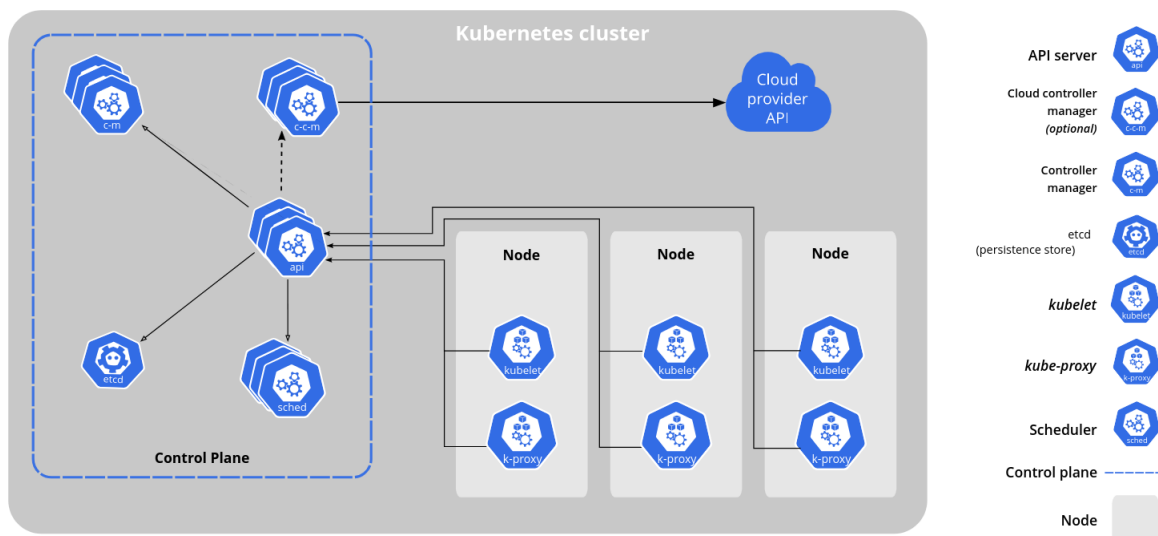 Kubernetes cluster
c-m
c-c-m
Cloud
provider
API
api
etcd
sched
Control Plane
Node
kubelet
k-proxy
Node
kubelet
k-proxy
Node
kubelet
k-proxy
API server
api
Cloud controller
manager
(optional)
c-c-m
Controller
manager
c-m
etcd
(persistence store)
etcd
kubelet
kubelet
kube-proxy
k-proxy
Scheduler
sched
Control plane
Node